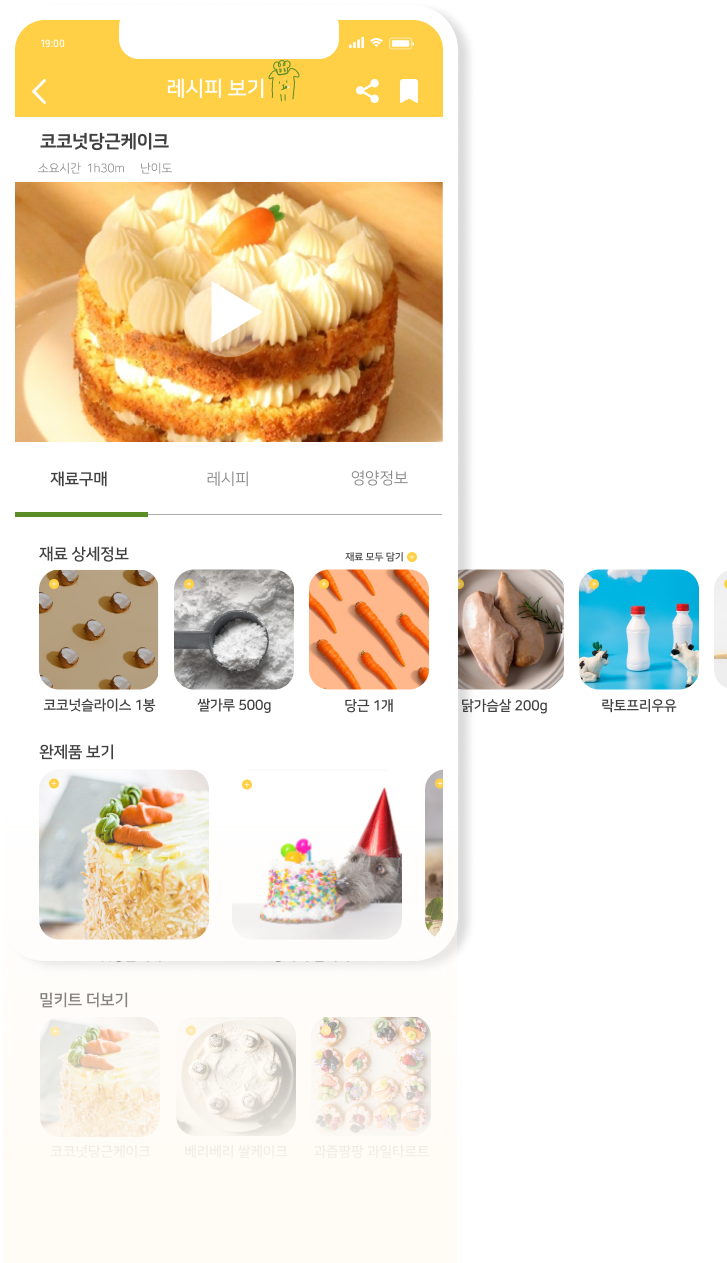 19:00
레시피 보기
코코넛당근케이크
소요시간 1h30m 난이도
재료구매 레시피 영양정보
재료 상세정보 재료 모두 담기
코코넛슬라이스 1봉 쌀가루 500g 당근 1개 닭가슴살 200g 락토프리우유
완제품 보기
밀키트 더보기
코코넛당근케이크 베리베리 쌀케이크 과즙팡팡 과일타르트